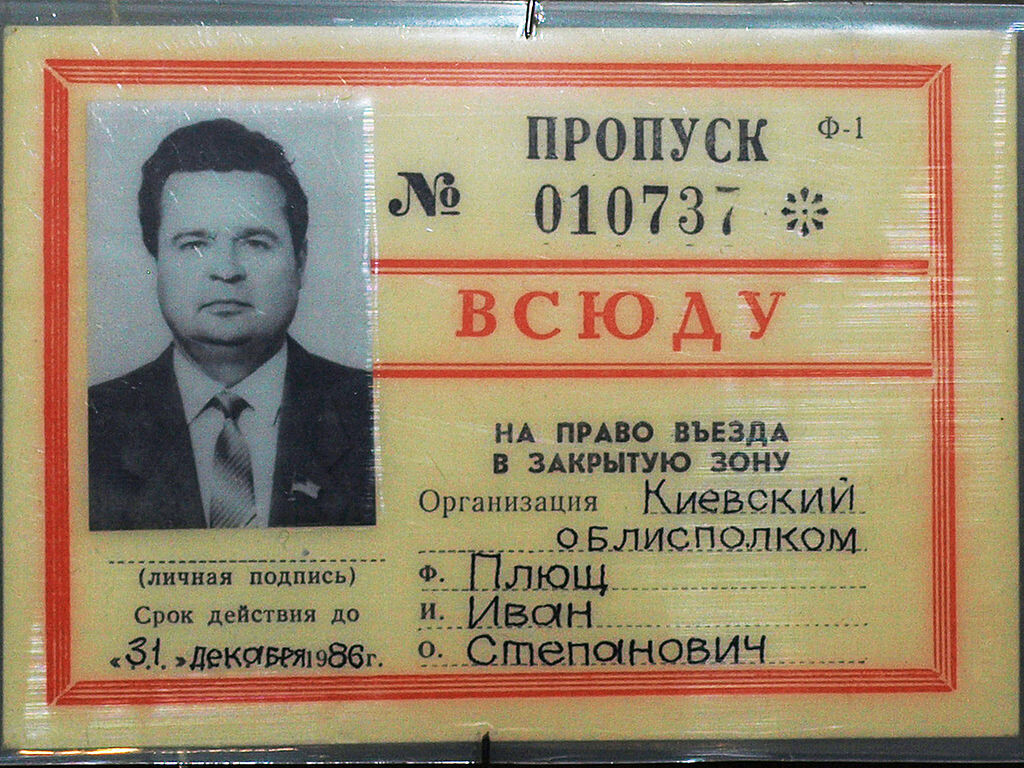 ПРОПУСК Ф-1
№ 010737
ВСЮДУ
НА ПРАВО ВЪЕЗДА
В ЗАКРЫТУЮ ЗОНУ
Организация Киевский
облисполком
Ф. Плющ
И. Иван
О. Степанович
(личная подпись)
Срок действия до
«31» декабря 1986г.